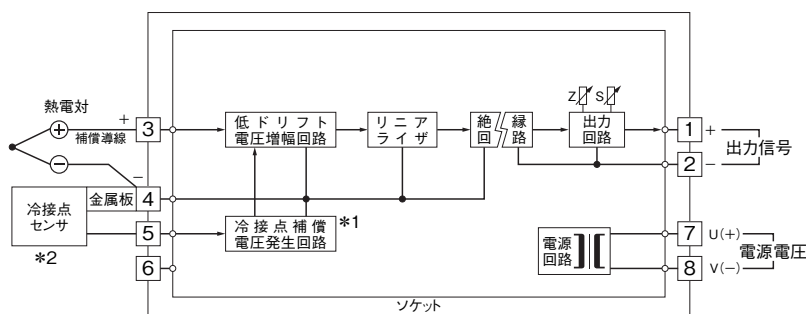 熱電対
+
補償導線
+
−
−
3
4
5
6
金属板
冷接点
センサ
*2
低ドリフト
電圧増幅回路
リニア
ライザ
絶縁
回路
Z
S
出力
回路
冷接点補償
電圧発生回路
*1
電源
回路
1
+
2
−
出力信号
7
U(+)
8
V(−)
電源電圧
ソケット